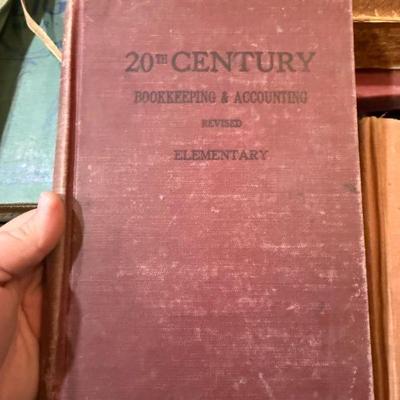 20TH CENTURY
BOOKKEEPING & ACCOUNTING
REVISED
ELEMENTARY